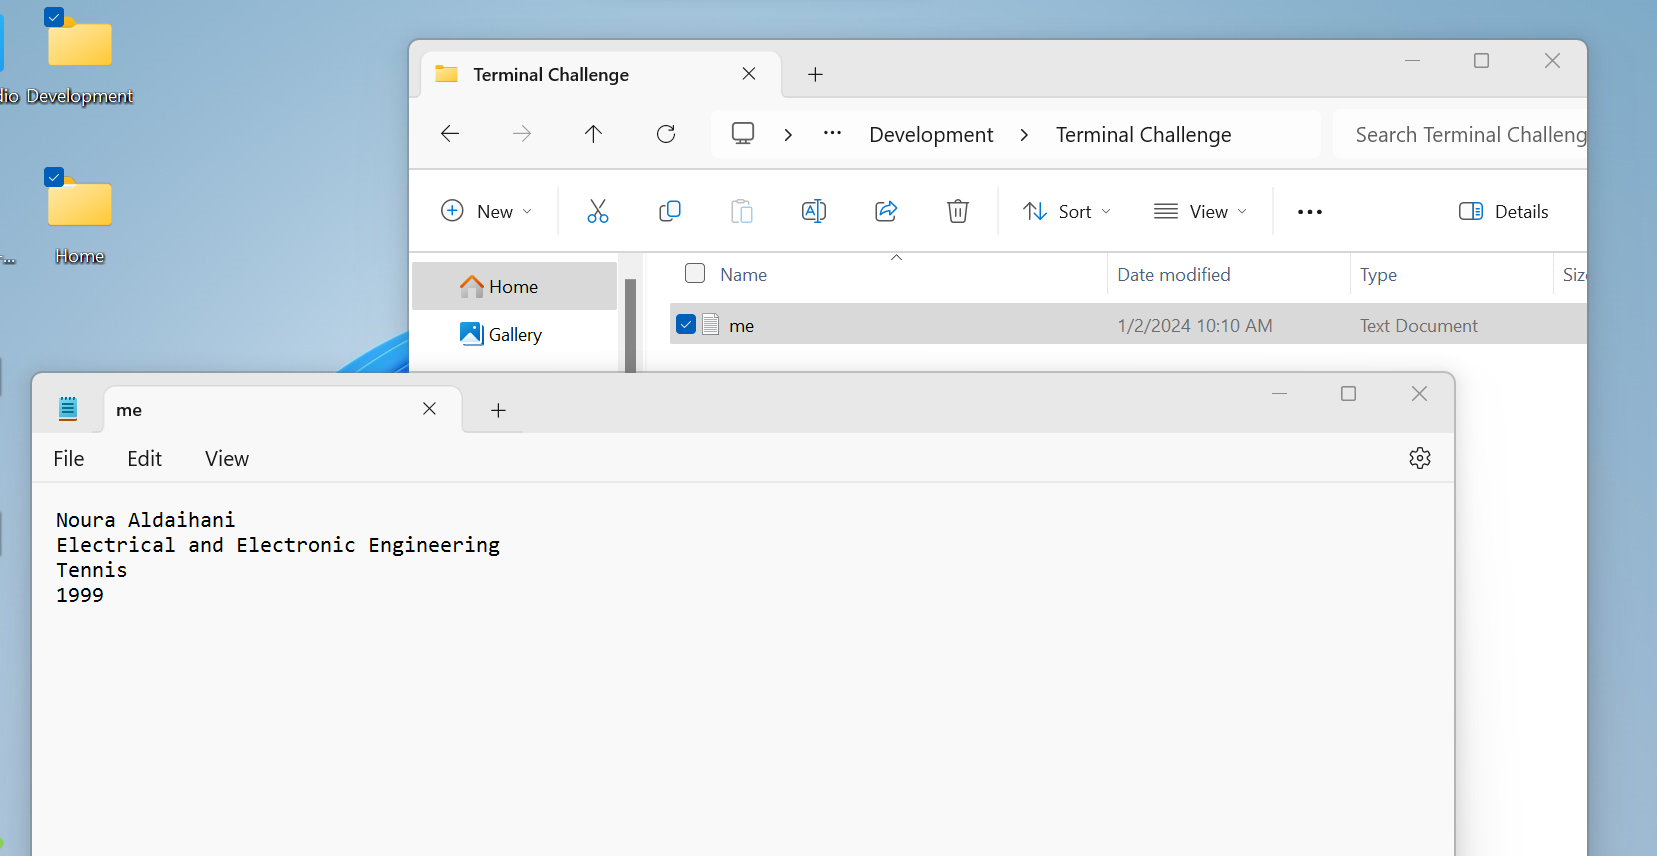 dio Development
Home
...
Terminal Challenge
Development
Terminal Challenge
Search Terminal Challeng
New
Sort
View
Details
Home
Gallery
Name
Date modified
Type
Siz
me
1/2/2024 10:10 AM
Text Document
me
File
Edit
View
Noura Aldaihani
Electrical and Electronic Engineering
Tennis
1999